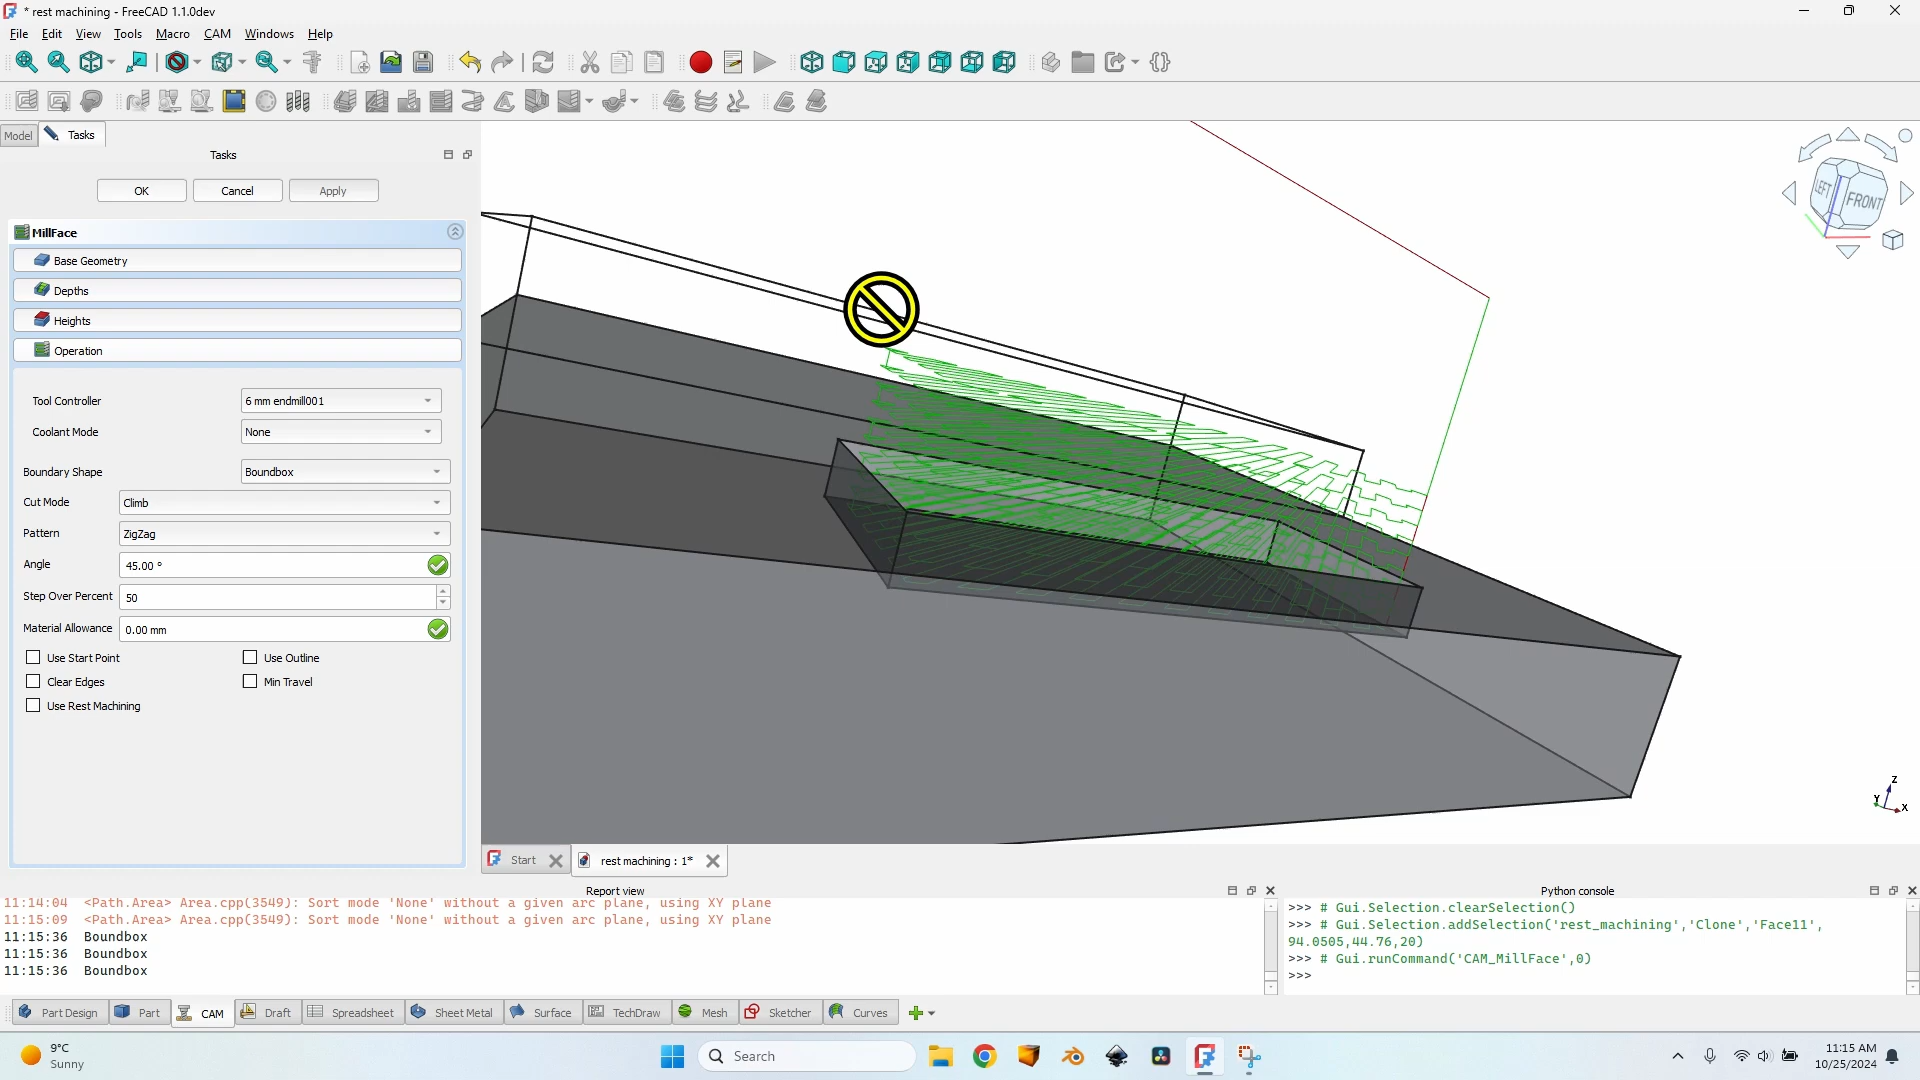 * rest machining - FreeCAD 1.1.0dev
File Edit View Tools Macro CAM Windows Help
Model Tasks
Tasks
OK Cancel Apply
MillFace
Base Geometry
Depths
Heights
Operation
Tool Controller 6 mm endmill001
Coolant Mode None
Boundary Shape Boundbox
Cut Mode Climb
Pattern ZigZag
Angle 45.00 °
Step Over Percent 50
Material Allowance 0.00 mm
Use Start Point Use Outline
Clear Edges Min Travel
Use Rest Machining
LEFT FRONT
Z
Y X
Start rest machining : 1*
Report view
11:14:04 <Path.Area> Area.cpp(3549): Sort mode 'None' without a given arc plane, using XY plane
11:15:09 <Path.Area> Area.cpp(3549): Sort mode 'None' without a given arc plane, using XY plane
11:15:36 Boundbox
11:15:36 Boundbox
11:15:36 Boundbox
Python console
>>> # Gui.Selection.clearSelection()
>>> # Gui.Selection.addSelection('rest_machining','Clone','Face11',
94.0505,44.76,20)
>>> # Gui.runCommand('CAM_MillFace',0)
>>>
Part Design Part CAM Draft Spreadsheet Sheet Metal Surface TechDraw Mesh Sketcher Curves
9°C
Sunny
Search
11:15 AM
10/25/2024